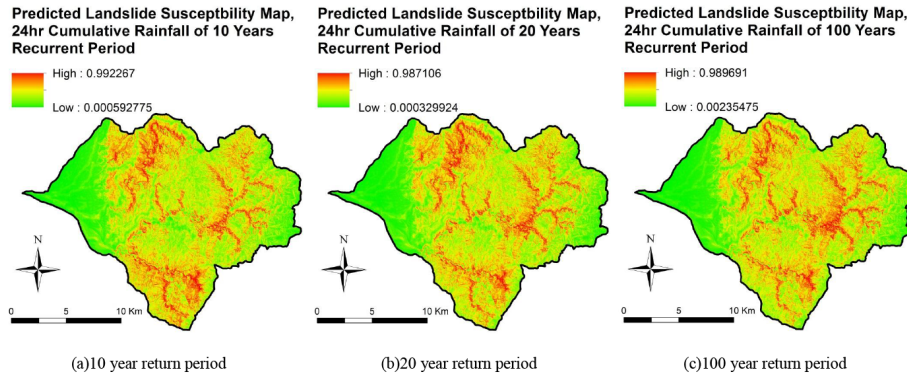 Predicted Landslide Susceptbility Map,
24hr Cumulative Rainfall of 10 Years
Recurrent Period
High : 0.992267
Low : 0.000592775
N
0 5 10 Km
(a)10 year return period
Predicted Landslide Susceptbility Map,
24hr Cumulative Rainfall of 20 Years
Recurrent Period
High : 0.987106
Low : 0.000329924
N
0 5 10 Km
(b)20 year return period
Predicted Landslide Susceptbility Map,
24hr Cumulative Rainfall of 100 Years
Recurrent Period
High : 0.989691
Low : 0.00235475
N
0 5 10 Km
(c)100 year return period